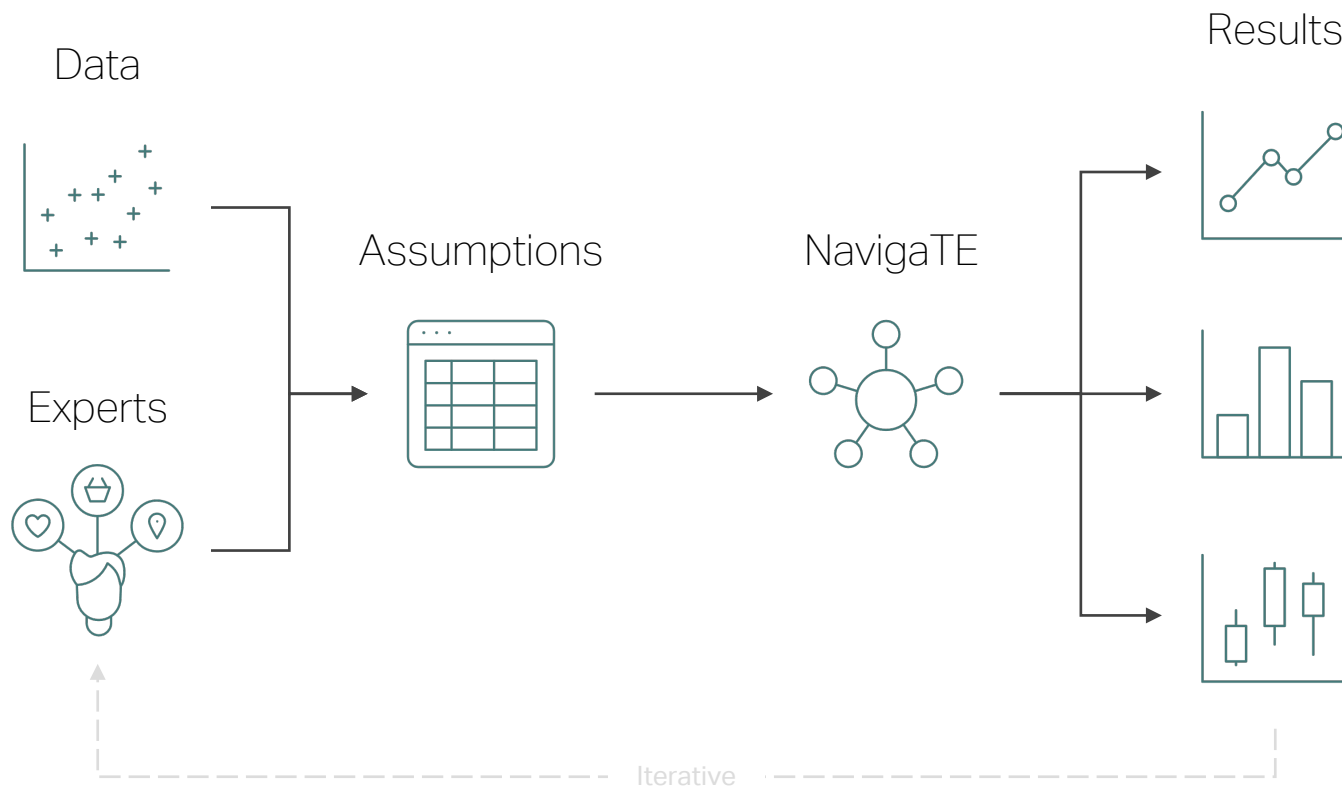 Data
Experts
Assumptions
NavigaTE
Results
Iterative